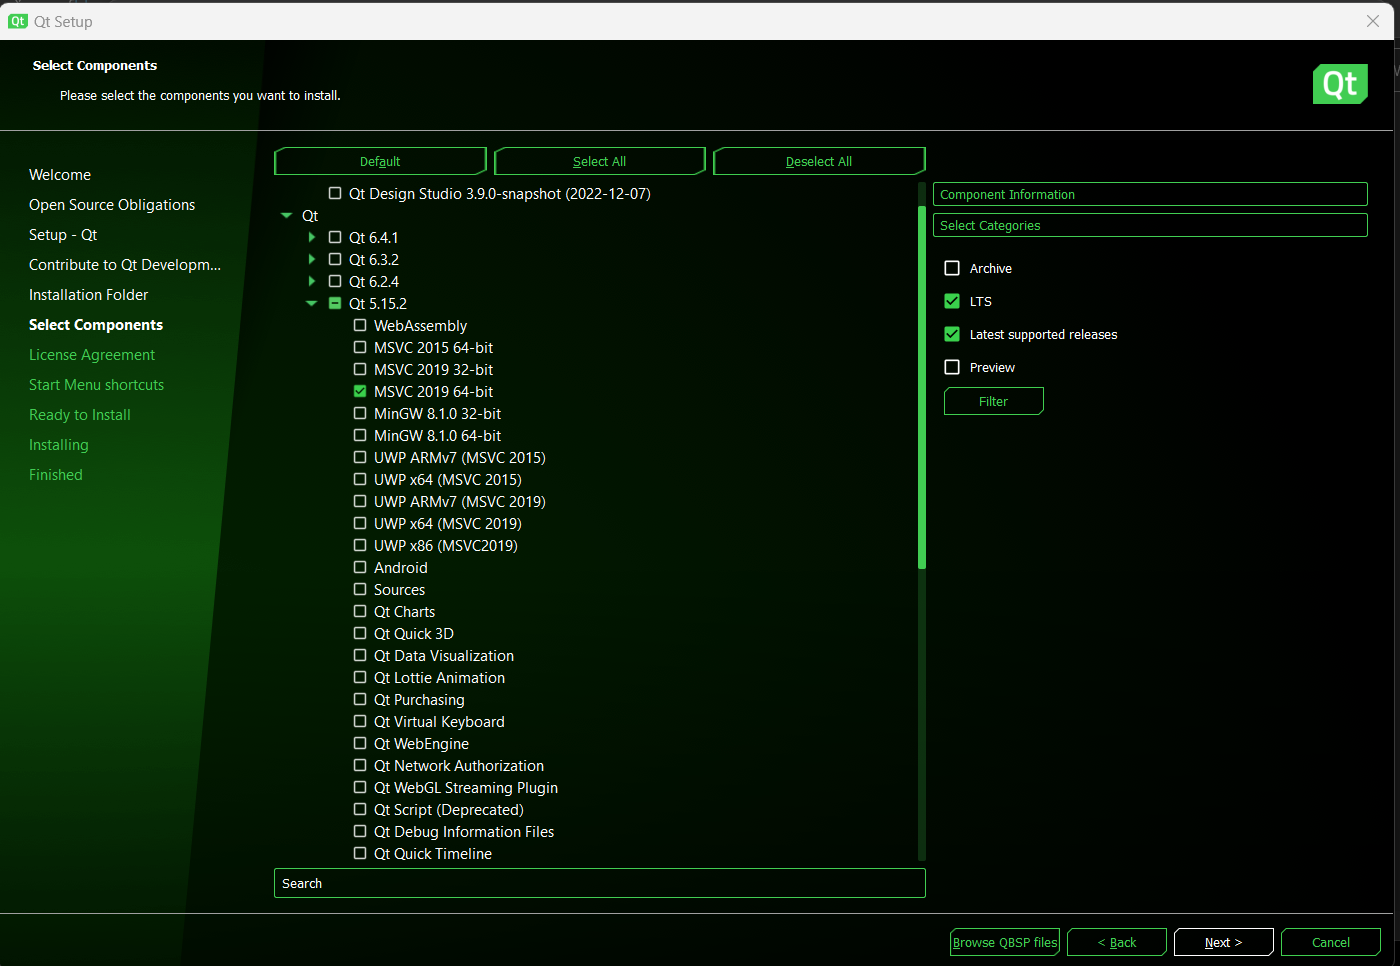 Qt Qt Setup
Select Components
Please select the components you want to install.
Qt
Welcome
Open Source Obligations
Setup - Qt
Contribute to Qt Developm...
Installation Folder
Select Components
License Agreement
Start Menu shortcuts
Ready to Install
Installing
Finished
Default Select All Deselect All
Qt Design Studio 3.9.0-snapshot (2022-12-07)
Qt
Qt 6.4.1
Qt 6.3.2
Qt 6.2.4
Qt 5.15.2
WebAssembly
MSVC 2015 64-bit
MSVC 2019 32-bit
MSVC 2019 64-bit
MinGW 8.1.0 32-bit
MinGW 8.1.0 64-bit
UWP ARMv7 (MSVC 2015)
UWP x64 (MSVC 2015)
UWP ARMv7 (MSVC 2019)
UWP x64 (MSVC 2019)
UWP x86 (MSVC2019)
Android
Sources
Qt Charts
Qt Quick 3D
Qt Data Visualization
Qt Lottie Animation
Qt Purchasing
Qt Virtual Keyboard
Qt WebEngine
Qt Network Authorization
Qt WebGL Streaming Plugin
Qt Script (Deprecated)
Qt Debug Information Files
Qt Quick Timeline
Search
Component Information
Select Categories
Archive
LTS
Latest supported releases
Preview
Filter
Browse QBSP files < Back Next > Cancel